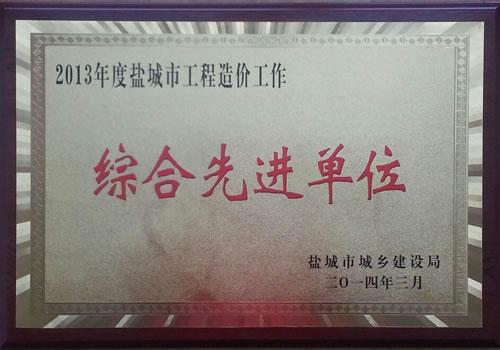 2013年度盐城市工程造价工作
综合先进单位
盐城市城乡建设局
二〇一四年三月